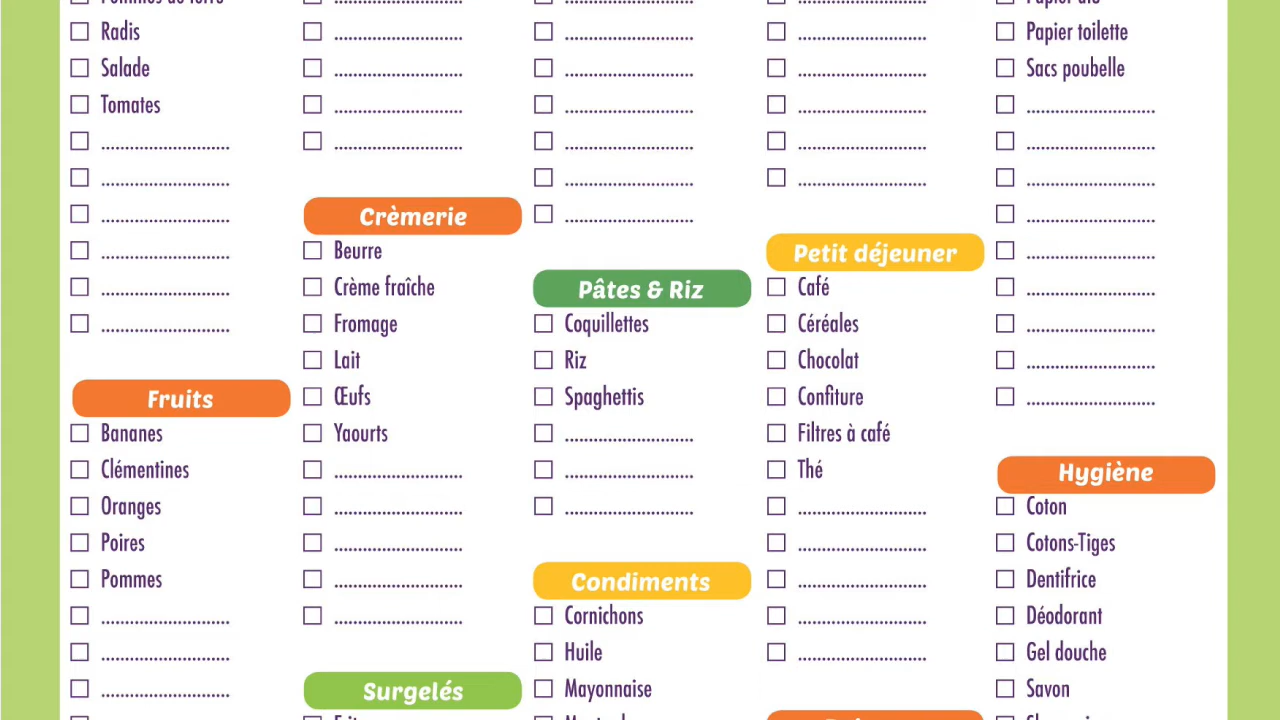 Radis
Salade
Tomates
..........................
..........................
..........................
..........................
..........................
..........................
Fruits
Bananes
Clémentines
Oranges
Poires
Pommes
..........................
..........................
..........................
..........................
..........................
..........................
..........................
Crèmerie
Beurre
Crème fraîche
Fromage
Lait
Œufs
Yaourts
..........................
..........................
..........................
..........................
..........................
Surgelés
..........................
..........................
..........................
..........................
..........................
..........................
Pâtes & Riz
Coquillettes
Riz
Spaghettis
..........................
..........................
..........................
Condiments
Cornichons
Huile
Mayonnaise
..........................
..........................
..........................
..........................
..........................
Petit déjeuner
Café
Céréales
Chocolat
Confiture
Filtres à café
Thé
..........................
..........................
..........................
..........................
..........................
Papier toilette
Sacs poubelle
..........................
..........................
..........................
..........................
..........................
..........................
..........................
..........................
..........................
Hygiène
Coton
Cotons-Tiges
Dentifrice
Déodorant
Gel douche
Savon